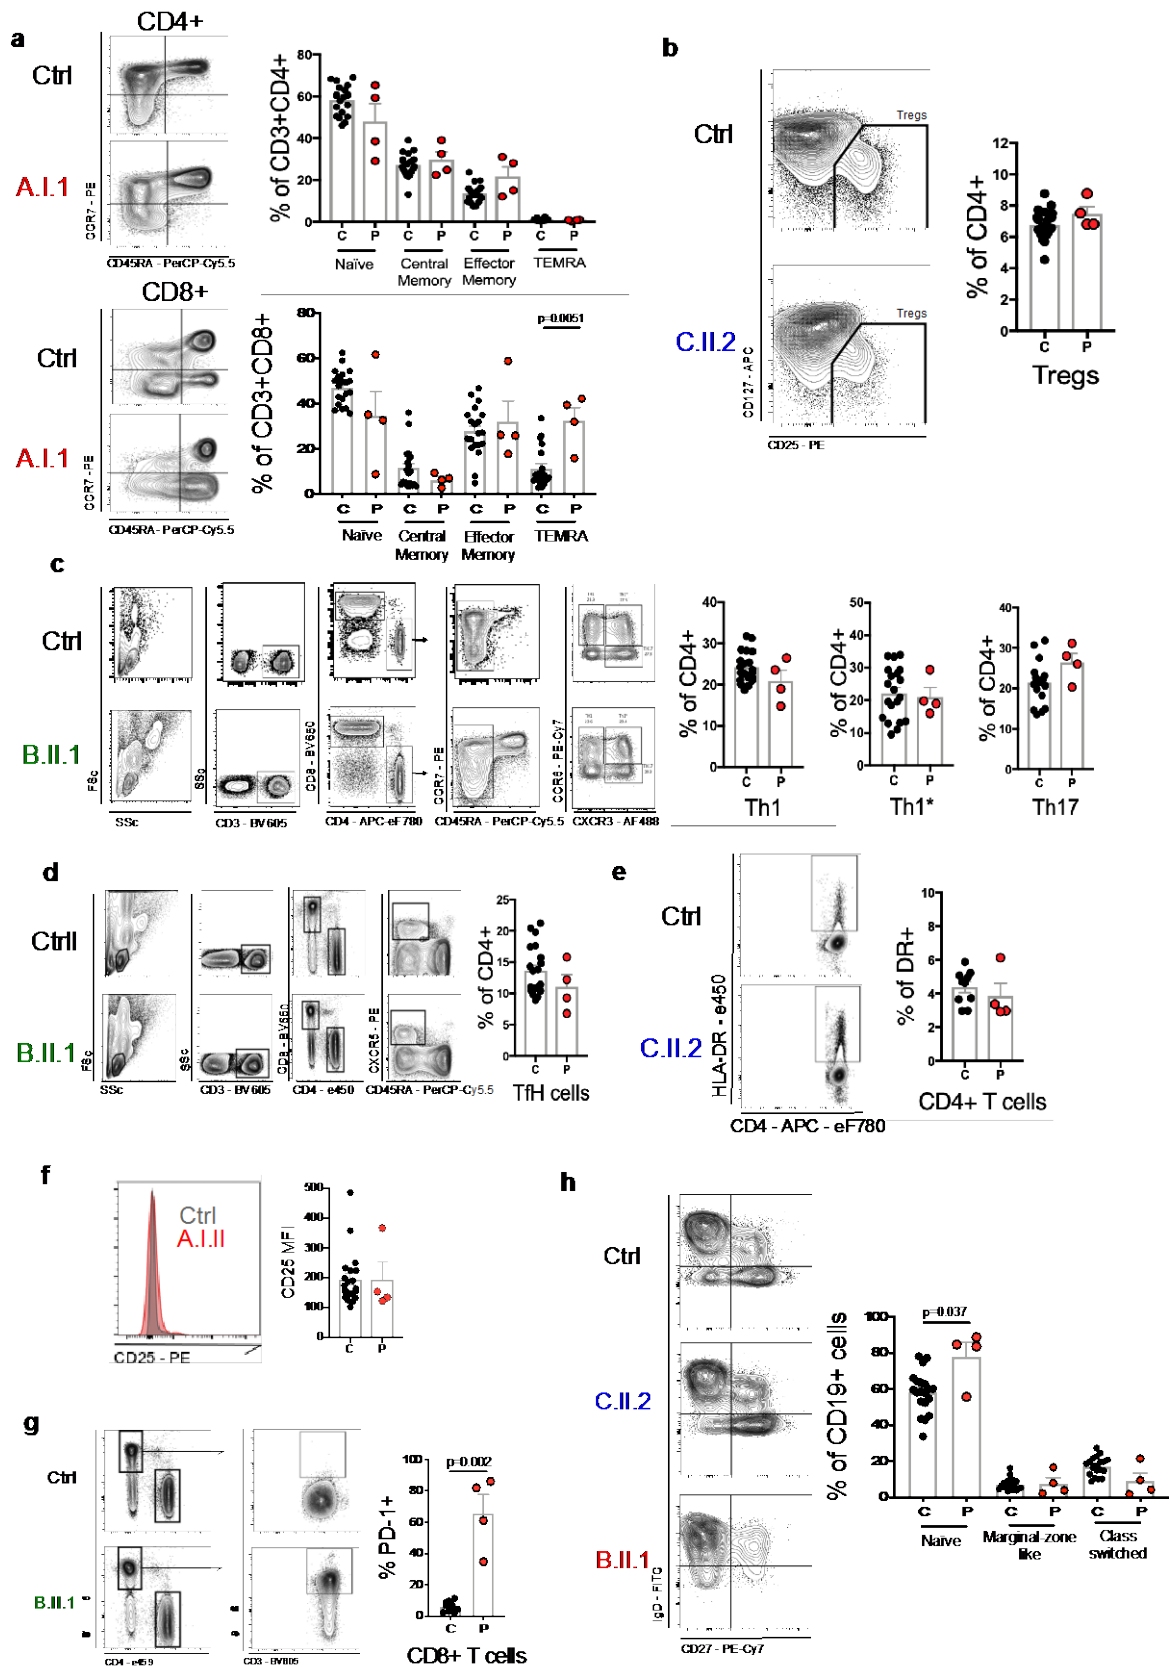 a
CD4+
Ctrl
A.I.1
CCR7 - PE
CD45RA - PerCP-Cy5.5
% of CD3+CD4+
80
60
40
20
0
C P C P C P C P
Naïve Central Memory Effector Memory TEMRA
CD8+
Ctrl
A.I.1
CCR7 - PE
CD45RA - PerCP-Cy5.5
% of CD3+CD8+
80
60
40
20
0
p=0.0051
C P C P C P C P
Naïve Central Memory Effector Memory TEMRA
b
Ctrl
Tregs
C.II.2
Tregs
CD127 - APC
CD25 - PE
% of CD4+
12
10
8
6
4
2
0
C P
Tregs
c
Ctrl
B.II.1
FSc
SSc
SSc
CD3 - BV605
CD8 - BV650
CD4 - APC-eF780
CCR7 - PE
CD45RA - PerCP-Cy5.5
CCR6 - PE-Cy7
CXCR3 - AF488
% of CD4+
40
30
20
10
0
C P
Th1
% of CD4+
50
40
30
20
10
0
C P
Th1*
% of CD4+
40
30
20
10
0
C P
Th17
d
Ctrll
B.II.1
FSc
SSc
SSc
CD3 - BV605
CD8 - BV650
CD4 - e450
CXCR5 - PE
CD45RA - PerCP-Cy5.5
% of CD4+
25
20
15
10
5
0
C P
TfH cells
e
Ctrl
C.II.2
HLA-DR - e450
CD4 - APC - eF780
% of DR+
10
8
6
4
2
0
C P
CD4+ T cells
f
Ctrl
A.I.II
CD25 - PE
CD25 MFI
500
400
300
200
100
0
C P
g
Ctrl
B.II.1
CD4 - e459
CD3 - BV805
% PD-1+
100
80
60
40
20
0
p=0.002
C P
CD8+ T cells
h
Ctrl
C.II.2
B.II.1
IgD - FITC
CD27 - PE-Cy7
% of CD19+ cells
100
80
60
40
20
0
p=0.037
C P C P C P
Naïve Marginal-zone like Class switched